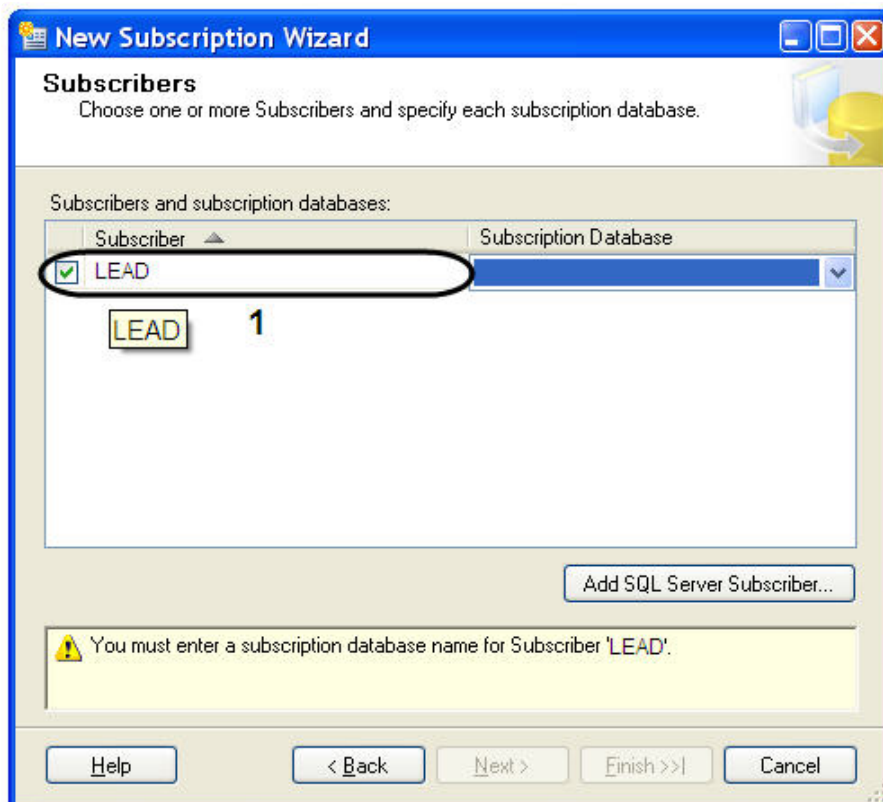 New Subscription Wizard
Subscribers
Choose one or more Subscribers and specify each subscription database.
Subscribers and subscription databases:
Subscriber Subscription Database
LEAD
LEAD 1
Add SQL Server Subscriber...
You must enter a subscription database name for Subscriber 'LEAD'.
Help < Back Next > Finish >>| Cancel